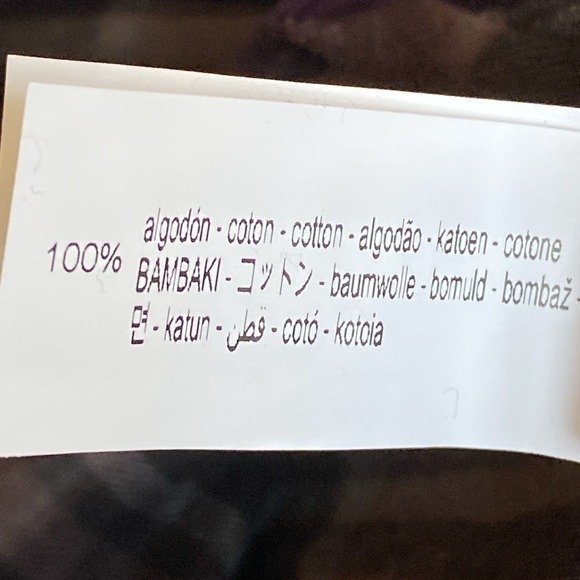 100% algodón - coton - cotton - algodão - katoen - cotone
BAMBAKI - コットン - baumwolle - bomuld - bombaž -
면 - katun - قطن - cotó - kotoia